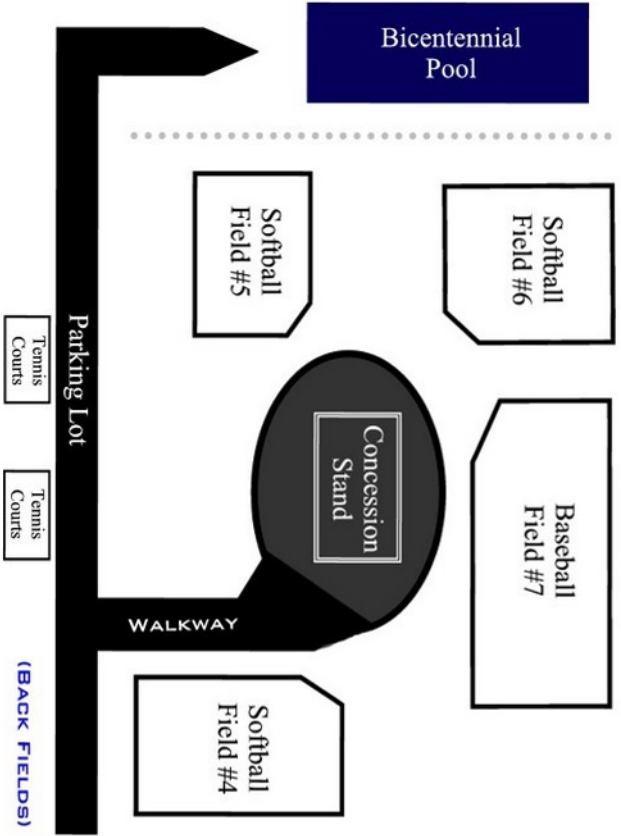 Bicentennial
Pool
Softball
Field #5
Softball
Field #6
Parking Lot
Tennis
Courts
Tennis
Courts
Concession
Stand
Baseball
Field #7
WALKWAY
Softball
Field #4
(BACK FIELDS)